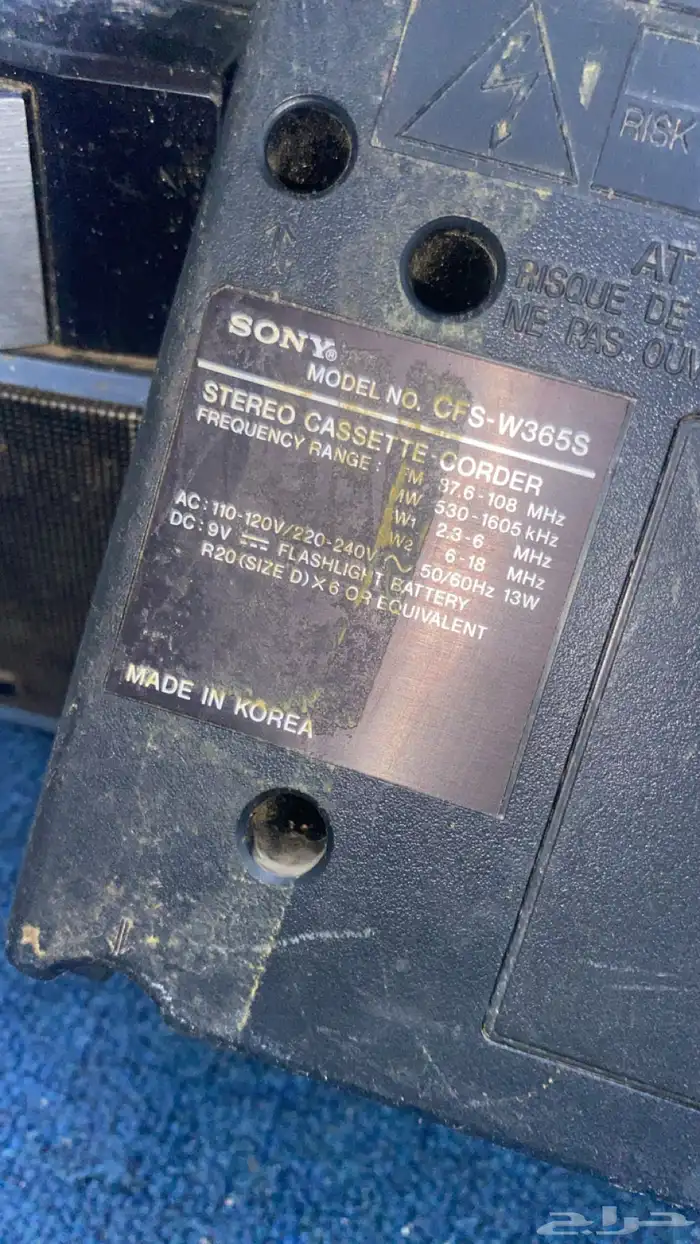 RISK
AT
RISQUE DE
NE PAS OUV
SONY®
MODEL NO. CFS-W365S
STEREO CASSETTE-CORDER
FREQUENCY RANGE : FM 87.6-108 MHz
MW 530-1605 kHz
SW1 2.3-6 MHz
SW2 6-18 MHz
AC: 110-120V/220-240V ~ 50/60Hz 13W
DC: 9V ⎓ FLASHLIGHT BATTERY
R20 (SIZE D) X 6 OR EQUIVALENT
MADE IN KOREA
حراج